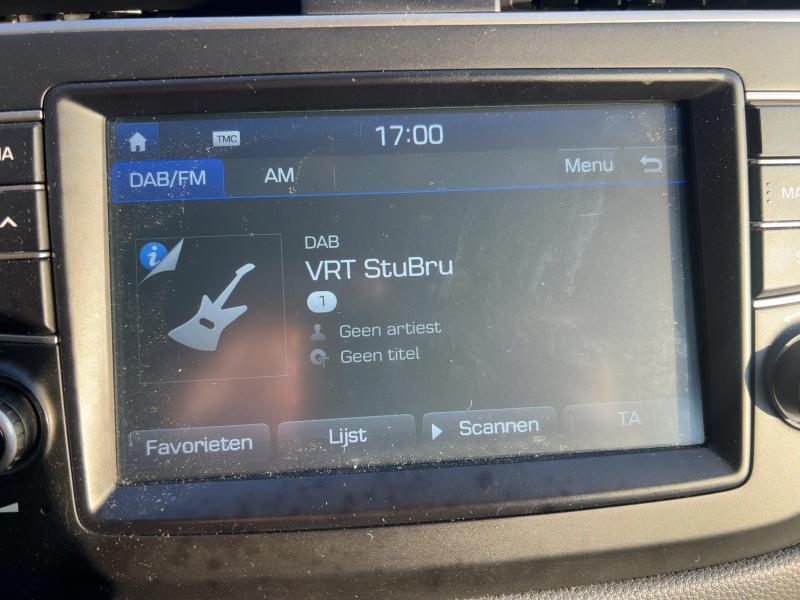 TMC
17:00
DAB/FM
AM
Menu
i
DAB
VRT StuBru
1
Geen artiest
Geen titel
Favorieten
Lijst
Scannen
TA